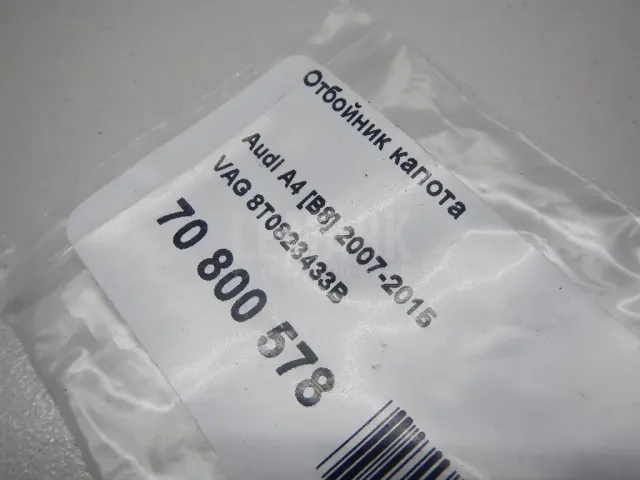 Отбойник капота
Audi A4 [B8] 2007-2015
VAG 8T0823433B
70 800 578